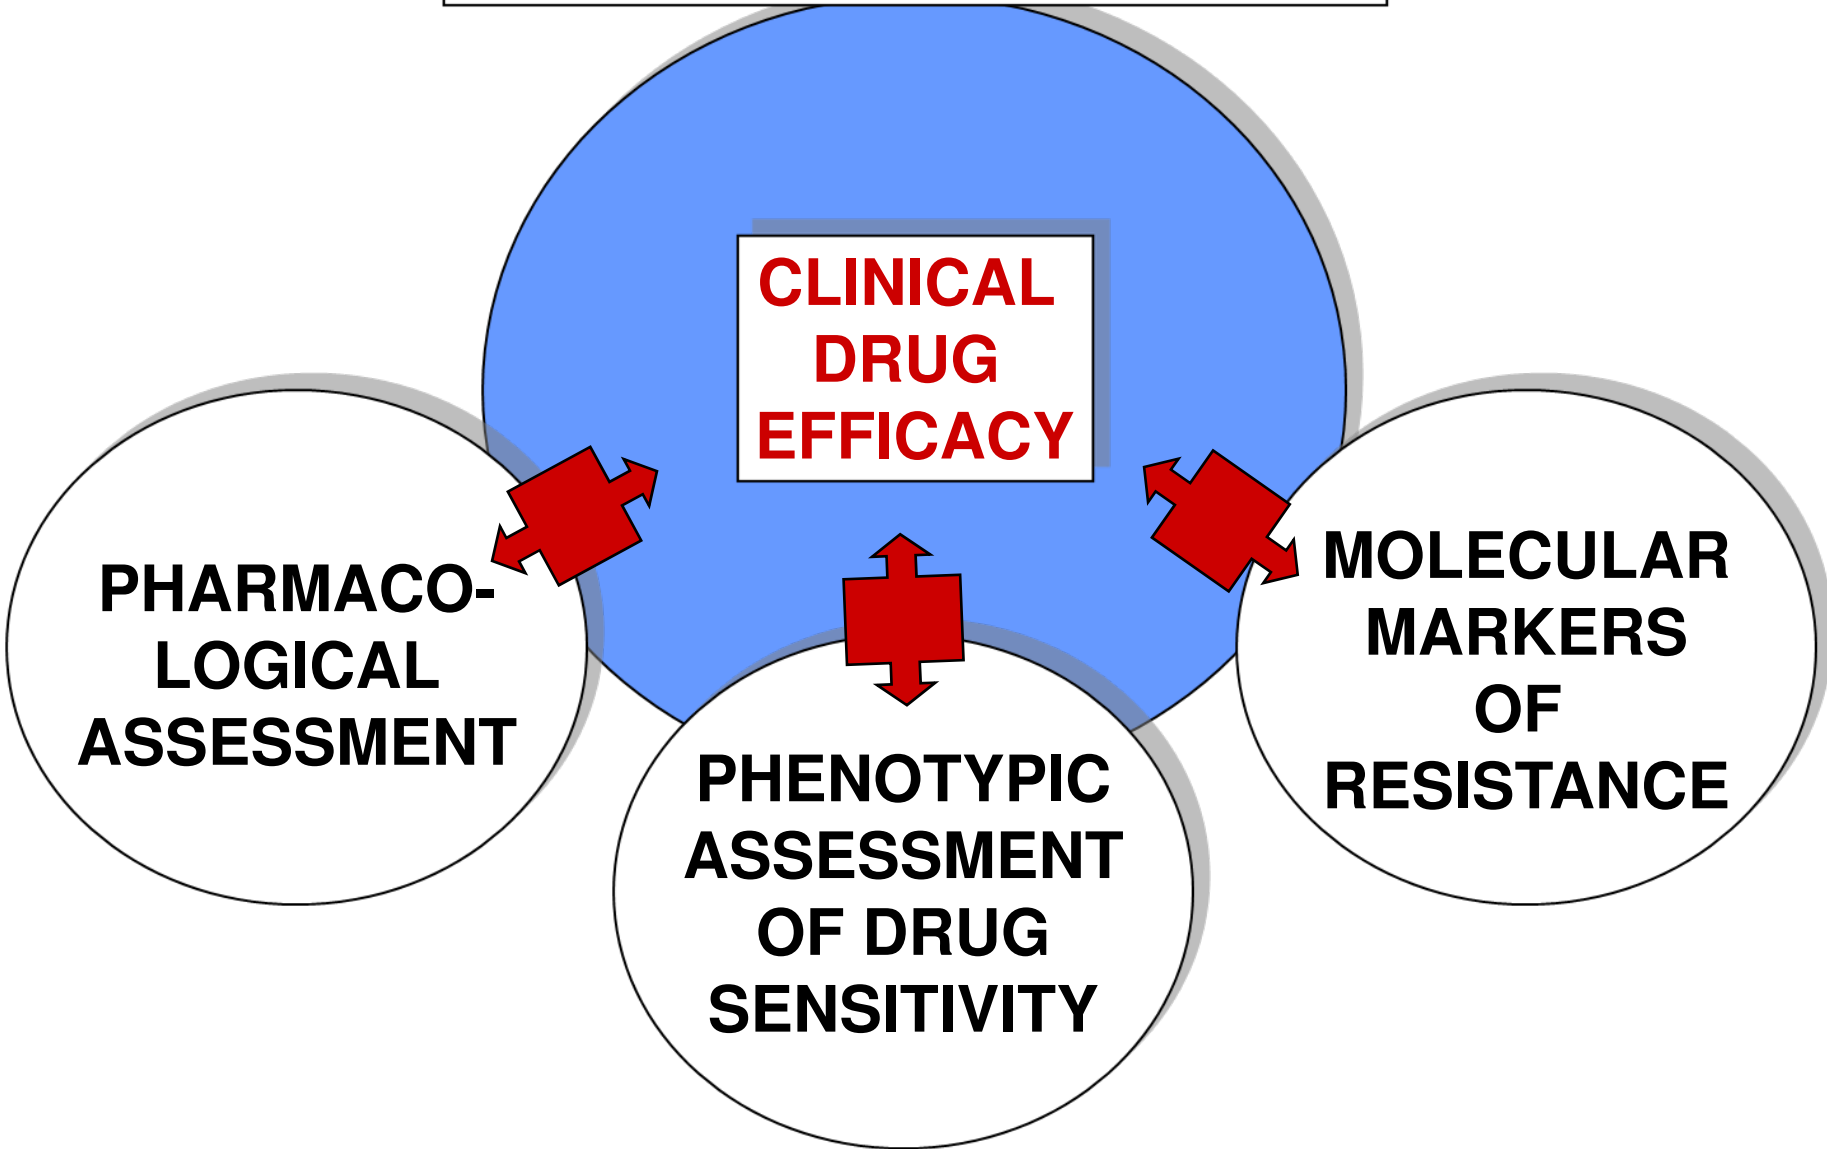 CLINICAL
DRUG
EFFICACY
PHARMACO-
LOGICAL
ASSESSMENT
PHENOTYPIC
ASSESSMENT
OF DRUG
SENSITIVITY
MOLECULAR
MARKERS
OF
RESISTANCE